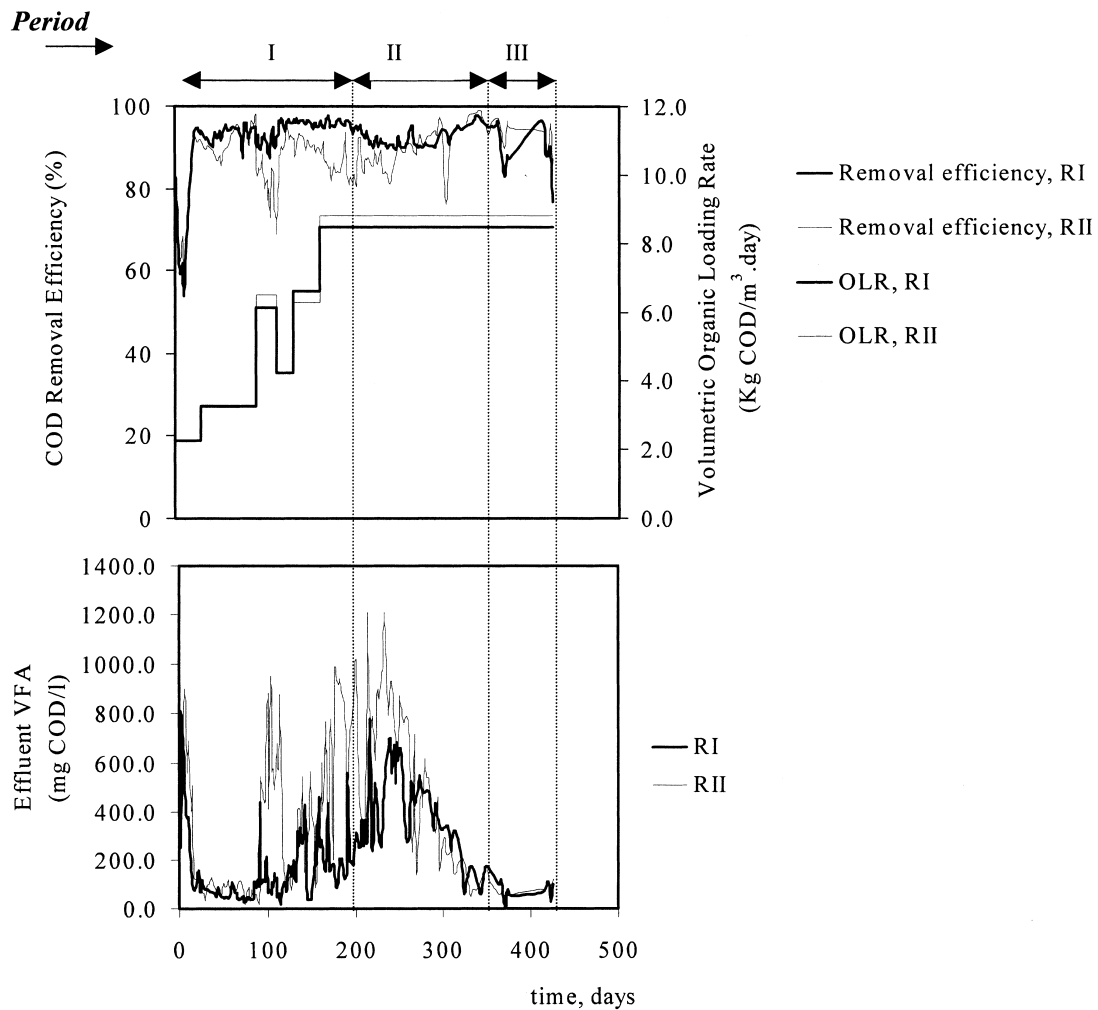 Period
I II III
COD Removal Efficiency (%)
100
80
60
40
20
0
12.0
10.0
8.0
6.0
4.0
2.0
0.0
Volumetric Organic Loading Rate
(Kg COD/m³.day)
Removal efficiency, RI
Removal efficiency, RII
OLR, RI
OLR, RII
Effluent VFA
(mg COD/l)
1400.0
1200.0
1000.0
800.0
600.0
400.0
200.0
0.0
0 100 200 300 400 500
time, days
RI
RII